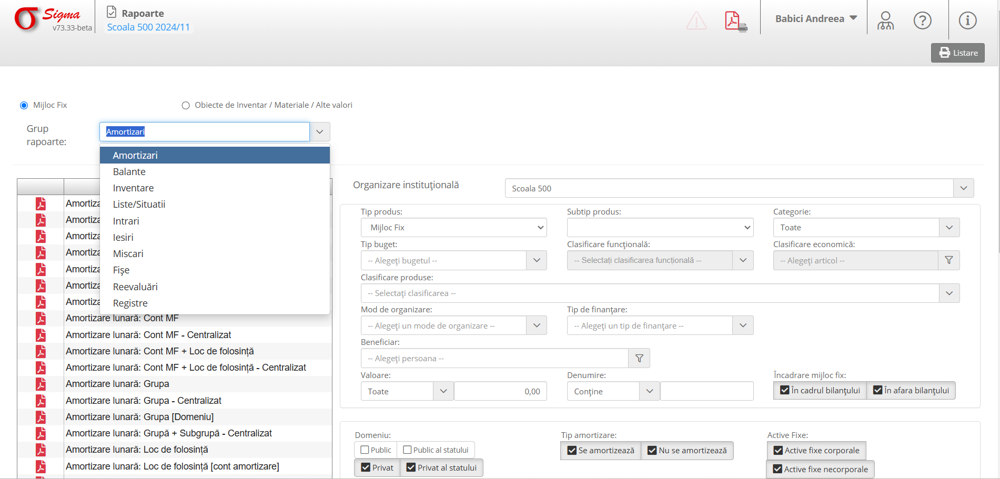 Sigma
v73.33-beta
Rapoarte
Scoala 500 2024/11
Babici Andreea
Listare
Mijloc Fix
Obiecte de Inventar / Materiale / Alte valori
Grup
rapoarte:
Amortizari
Amortizari
Balante
Inventare
Liste/Situatii
Intrari
Iesiri
Miscari
Fişe
Reevaluări
Registre
Amortiza
Amortiza
Amortiza
Amortiza
Amortiza
Amortiza
Amortiza
Amortizare lunară: Cont MF
Amortizare lunară: Cont MF - Centralizat
Amortizare lunară: Cont MF + Loc de folosință
Amortizare lunară: Cont MF + Loc de folosință - Centralizat
Amortizare lunară: Grupa
Amortizare lunară: Grupa - Centralizat
Amortizare lunară: Grupa [Domeniu]
Amortizare lunară: Grupă + Subgrupă - Centralizat
Amortizare lunară: Loc de folosință
Amortizare lunară: Loc de folosință [cont amortizare]
Organizare instituţională
Scoala 500
Tip produs:
Mijloc Fix
Subtip produs:
Categorie:
Toate
Tip buget:
-- Alegeţi bugetul --
Clasificare funcţională:
-- Selectați clasificarea funcțională --
Clasificare economică:
-- Alegeţi articol --
Clasificare produse:
-- Selectaţi clasificarea --
Mod de organizare:
-- Alegeţi un mode de organizare --
Tip de finanţare:
-- Alegeţi un tip de finanţare --
Beneficiar:
-- Alegeţi persoana --
Valoare:
Toate
0,00
Denumire:
Conţine
Încadrare mijloc fix:
În cadrul bilanţului
În afara bilanţului
Domeniu:
Public
Public al statului
Privat
Privat al statului
Tip amortizare:
Se amortizează
Nu se amortizează
Active Fixe:
Active fixe corporale
Active fixe necorporale